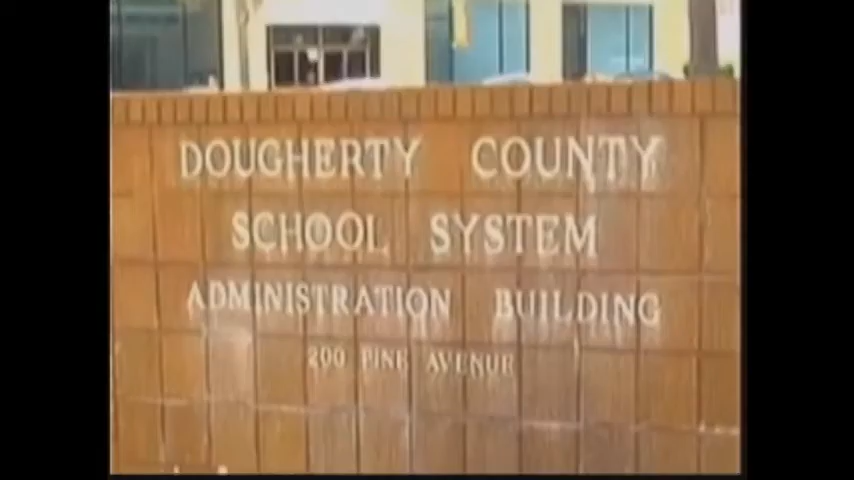 DOUGHERTY COUNTY
SCHOOL SYSTEM
ADMINISTRATION BUILDING
200 PINE AVENUE